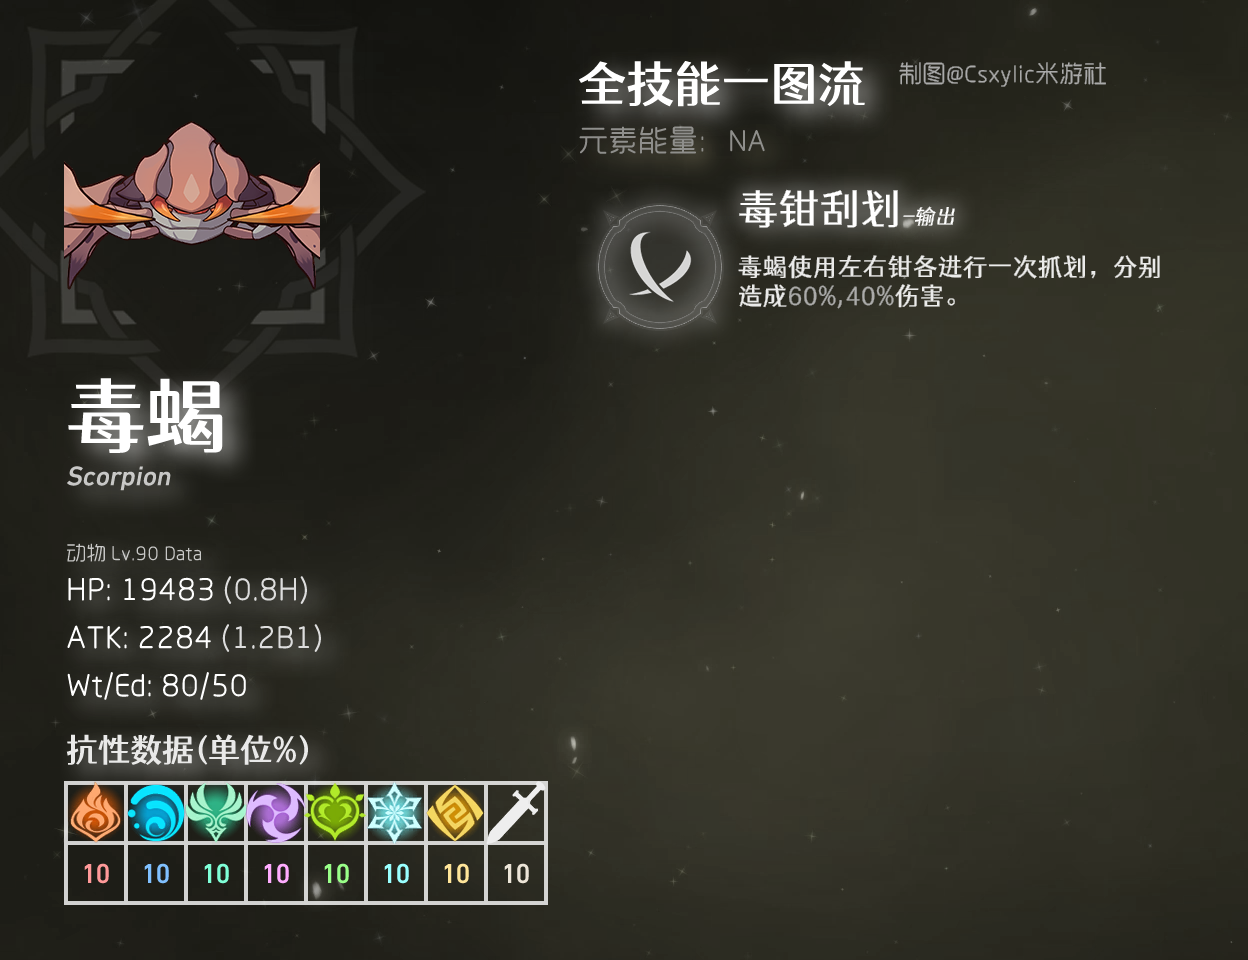 全技能一图流 制图@Csxylic米游社
元素能量: NA
毒钳刮划-输出
毒蝎使用左右钳各进行一次抓划，分别
造成60%,40%伤害。
毒蝎
Scorpion
动物 Lv.90 Data
HP: 19483 (0.8H)
ATK: 2284 (1.2B1)
Wt/Ed: 80/50
抗性数据(单位%)
10 10 10 10 10 10 10 10